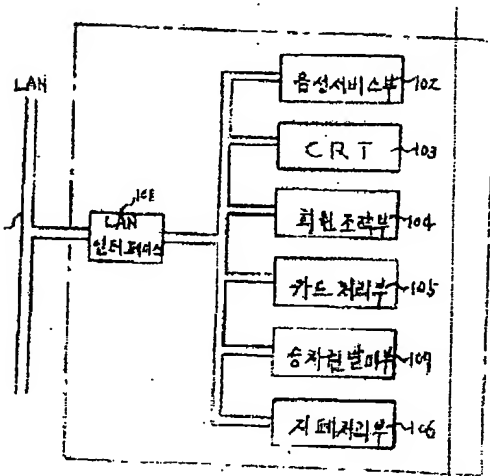 LAN
음성서비스부 102
CRT 103
회원조작부 104
LAN
인터페이스
카드처리부 105
승차권발매부
지폐처리부 106